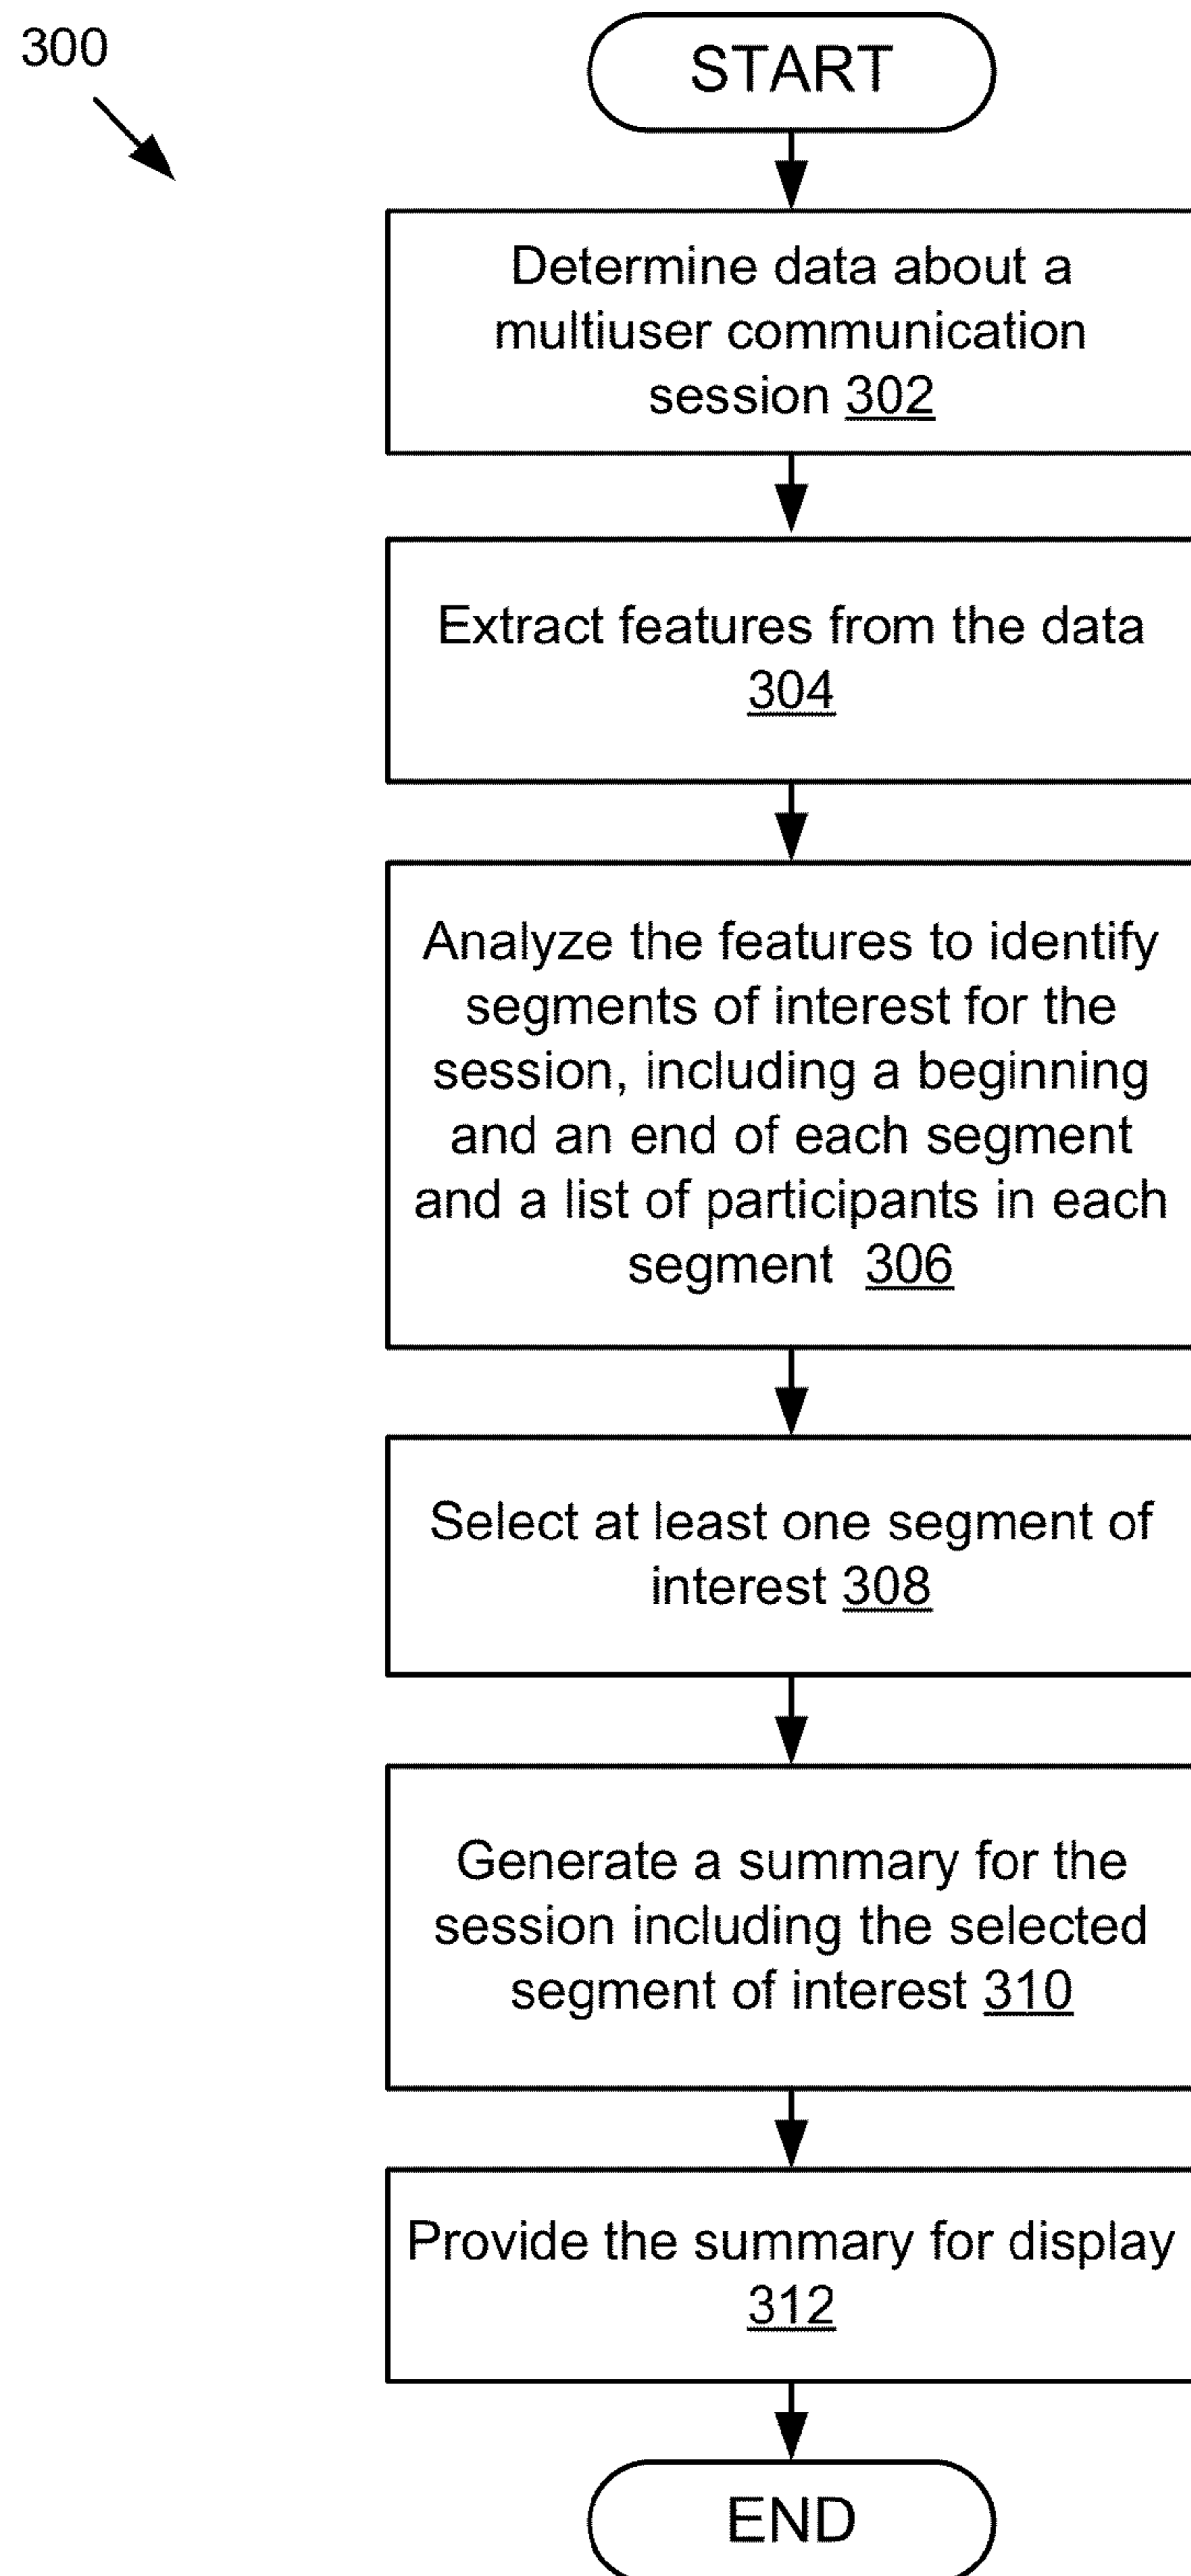 300
START
Determine data about a
multiuser communication
session 302
Extract features from the data
304
Analyze the features to identify
segments of interest for the
session, including a beginning
and an end of each segment
and a list of participants in each
segment 306
Select at least one segment of
interest 308
Generate a summary for the
session including the selected
segment of interest 310
Provide the summary for display
312
END